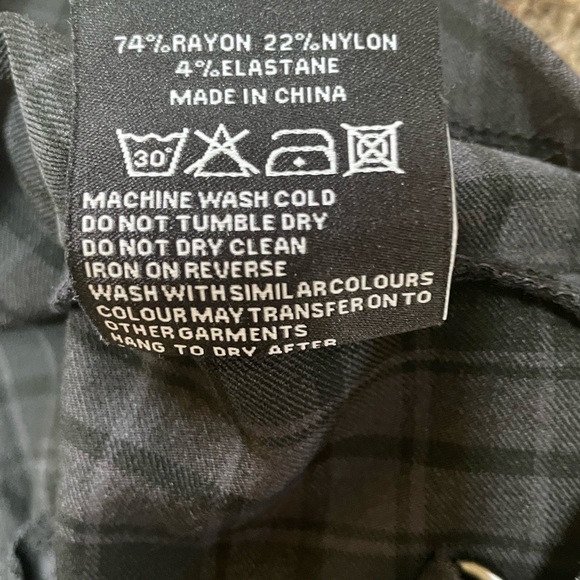 74%RAYON 22%NYLON
4%ELASTANE
MADE IN CHINA
30°
MACHINE WASH COLD
DO NOT TUMBLE DRY
DO NOT DRY CLEAN
IRON ON REVERSE
WASH WITH SIMILAR COLOURS
COLOUR MAY TRANSFER ON TO
OTHER GARMENTS
HANG TO DRY AFTER